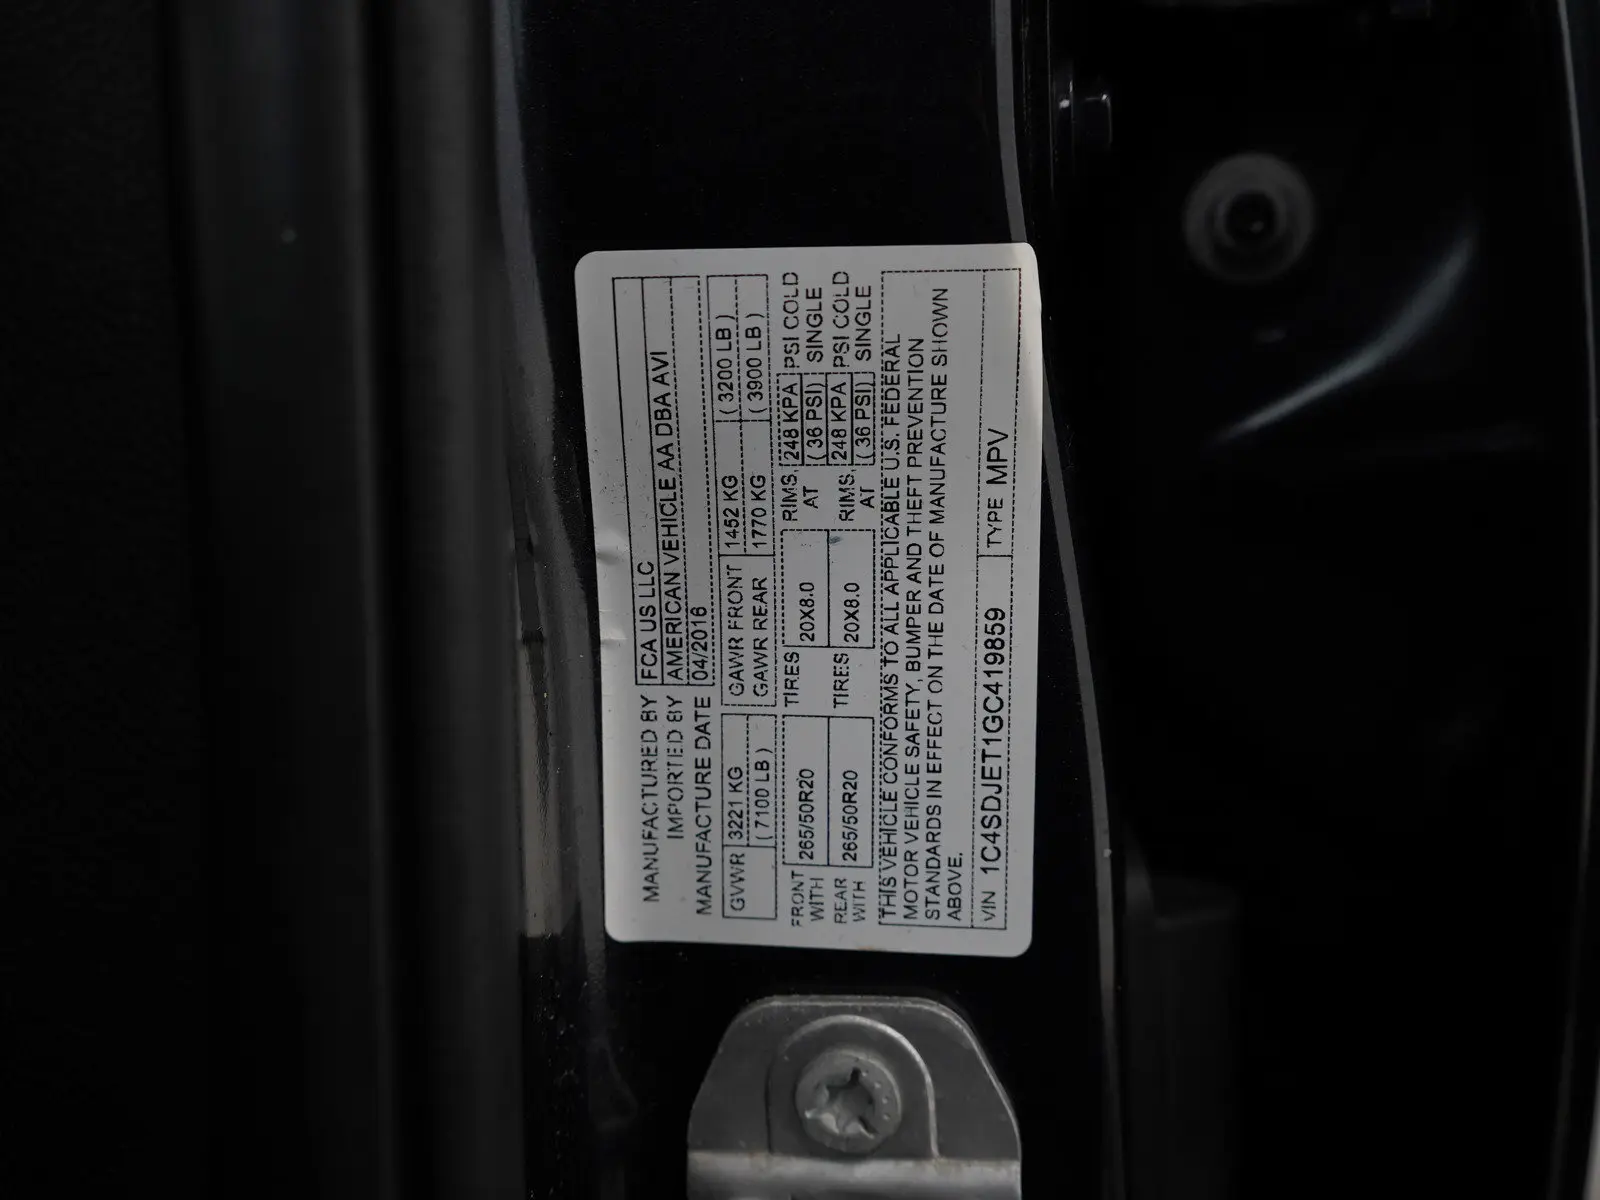 MANUFACTURED BY FCA US LLC
IMPORTED BY AMERICAN VEHICLE AA DBA AVI
MANUFACTURE DATE 04/2016
GVWR 3221 KG GAWR FRONT 1452 KG ( 3200 LB )
( 7100 LB ) GAWR REAR 1770 KG ( 3900 LB )
FRONT 265/50R20 TIRES 20X8.0 RIMS, 248 KPA PSI COLD
WITH AT ( 36 PSI) SINGLE
REAR 265/50R20 TIRES 20X8.0 RIMS, 248 KPA PSI COLD
WITH AT ( 36 PSI) SINGLE
THIS VEHICLE CONFORMS TO ALL APPLICABLE U.S. FEDERAL
MOTOR VEHICLE SAFETY, BUMPER AND THEFT PREVENTION
STANDARDS IN EFFECT ON THE DATE OF MANUFACTURE SHOWN
ABOVE.
VIN 1C4SDJET1GC419859 TYPE MPV